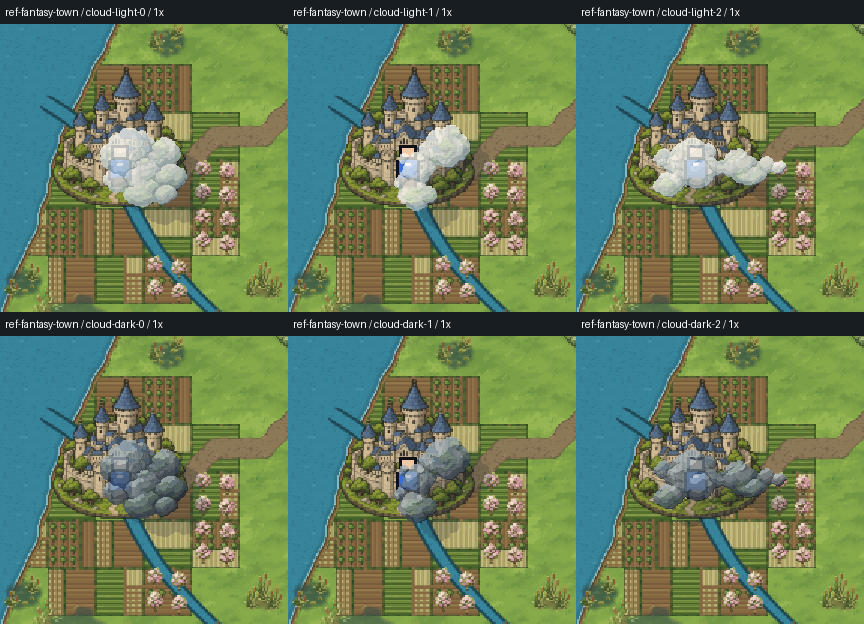 ref-fantasy-town / cloud-light-0 / 1x
ref-fantasy-town / cloud-light-1 / 1x
ref-fantasy-town / cloud-light-2 / 1x
ref-fantasy-town / cloud-dark-0 / 1x
ref-fantasy-town / cloud-dark-1 / 1x
ref-fantasy-town / cloud-dark-2 / 1x